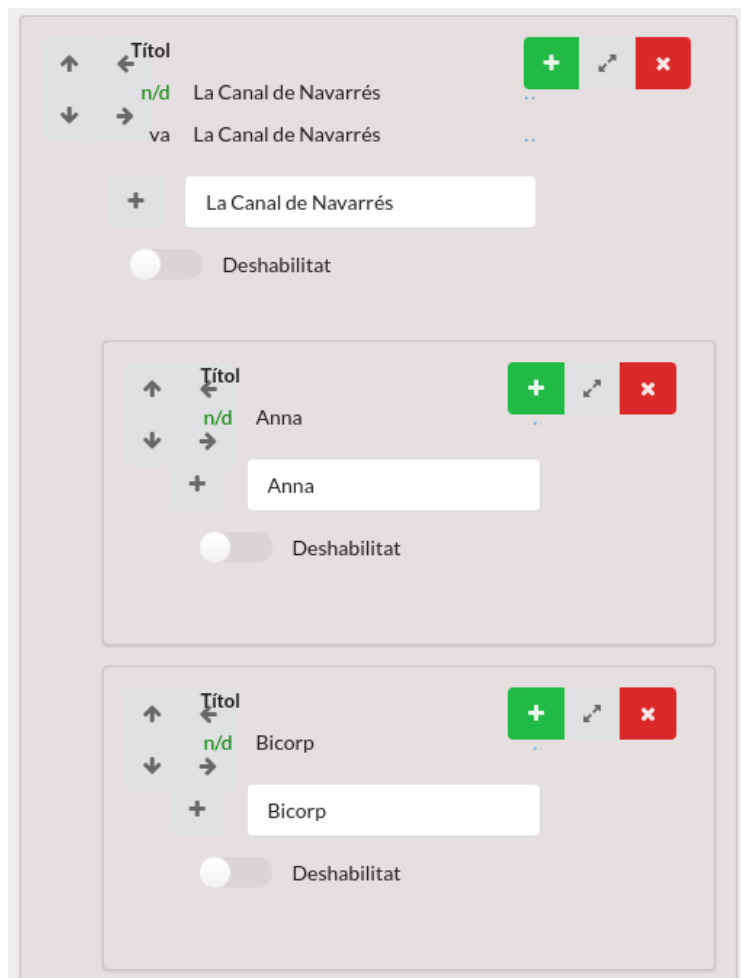 Títol
n/d La Canal de Navarrés ..
va La Canal de Navarrés ..
La Canal de Navarrés
Deshabilitat
Títol
n/d Anna ..
Anna
Deshabilitat
Títol
n/d Bicorp ..
Bicorp
Deshabilitat